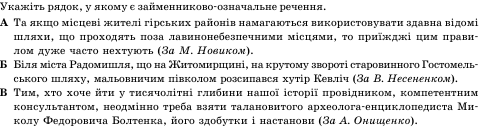 Укажіть рядок, у якому є займенниково-означальне речення.
А Та якщо місцеві жителі гірських районів намагаються використовувати здавна відомі
шляхи, що проходять поза лавинонебезпечними місцями, то приїжджі цим прави-
лом дуже часто нехтують (За М. Новиком).
Б Біля міста Радомишля, що на Житомирщині, на крутому звороті старовинного Гостомель-
ського шляху, мальовничим півколом розсипався хутір Кевліч (За В. Несененком).
В Тим, хто хоче йти у тисячолітні глибини нашої історії провідником, компетентним
консультантом, неодмінно треба взяти талановитого археолога-енциклопедиста Ми-
колу Федоровича Болтенка, його здобутки і настанови (За А. Онищенко).